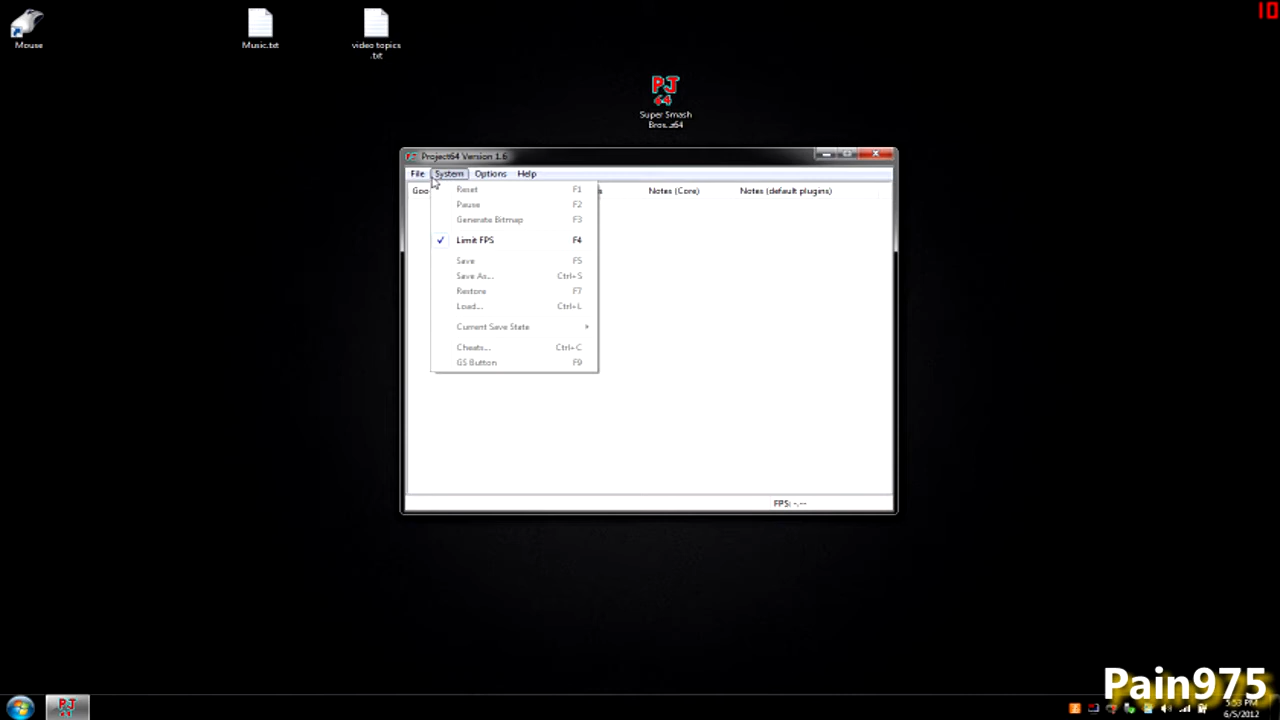 10
Mouse
Music.txt
video topics
.txt
PJ
64
Super Smash
Bros..z64
Project64 Version 1.6
File System Options Help
Goo
s
Notes (Core)
Notes (default plugins)
Reset F1
Pause F2
Generate Bitmap F3
Limit FPS F4
Save F5
Save As... Ctrl+S
Restore F7
Load... Ctrl+L
Current Save State
Cheats... Ctrl+C
GS Button F9
FPS: -.--
Pain975
5:53 PM
6/5/2012